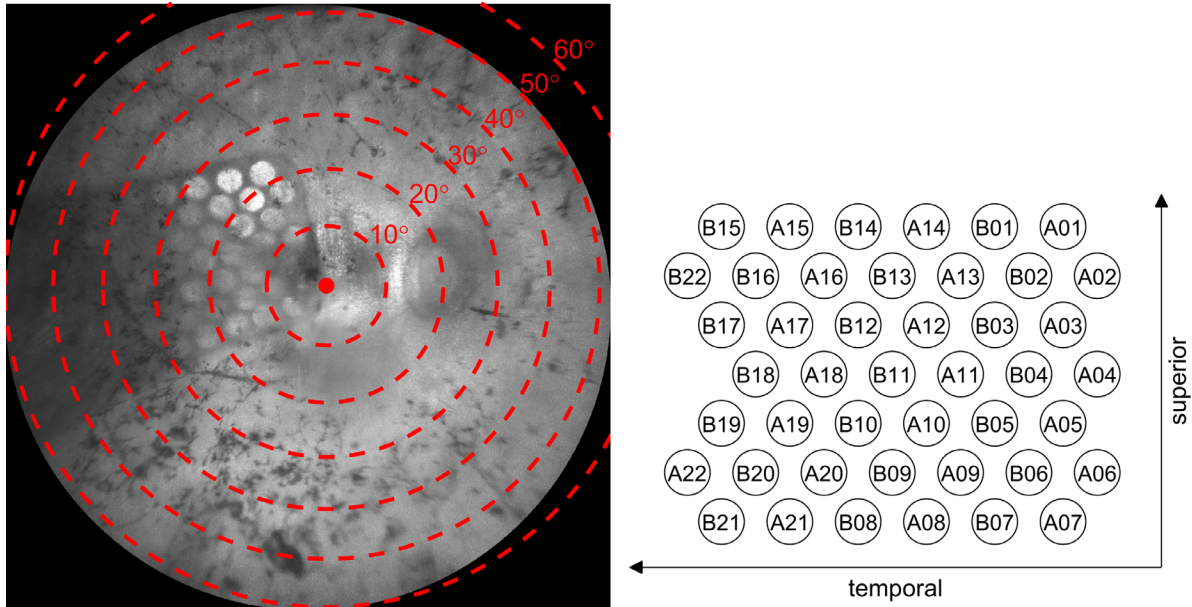 60°
50°
40°
30°
20°
10°
B15 A15 B14 A14 B01 A01
B22 B16 A16 B13 A13 B02 A02
B17 A17 B12 A12 B03 A03
B18 A18 B11 A11 B04 A04
B19 A19 B10 A10 B05 A05
A22 B20 A20 B09 A09 B06 A06
B21 A21 B08 A08 B07 A07
superior
temporal